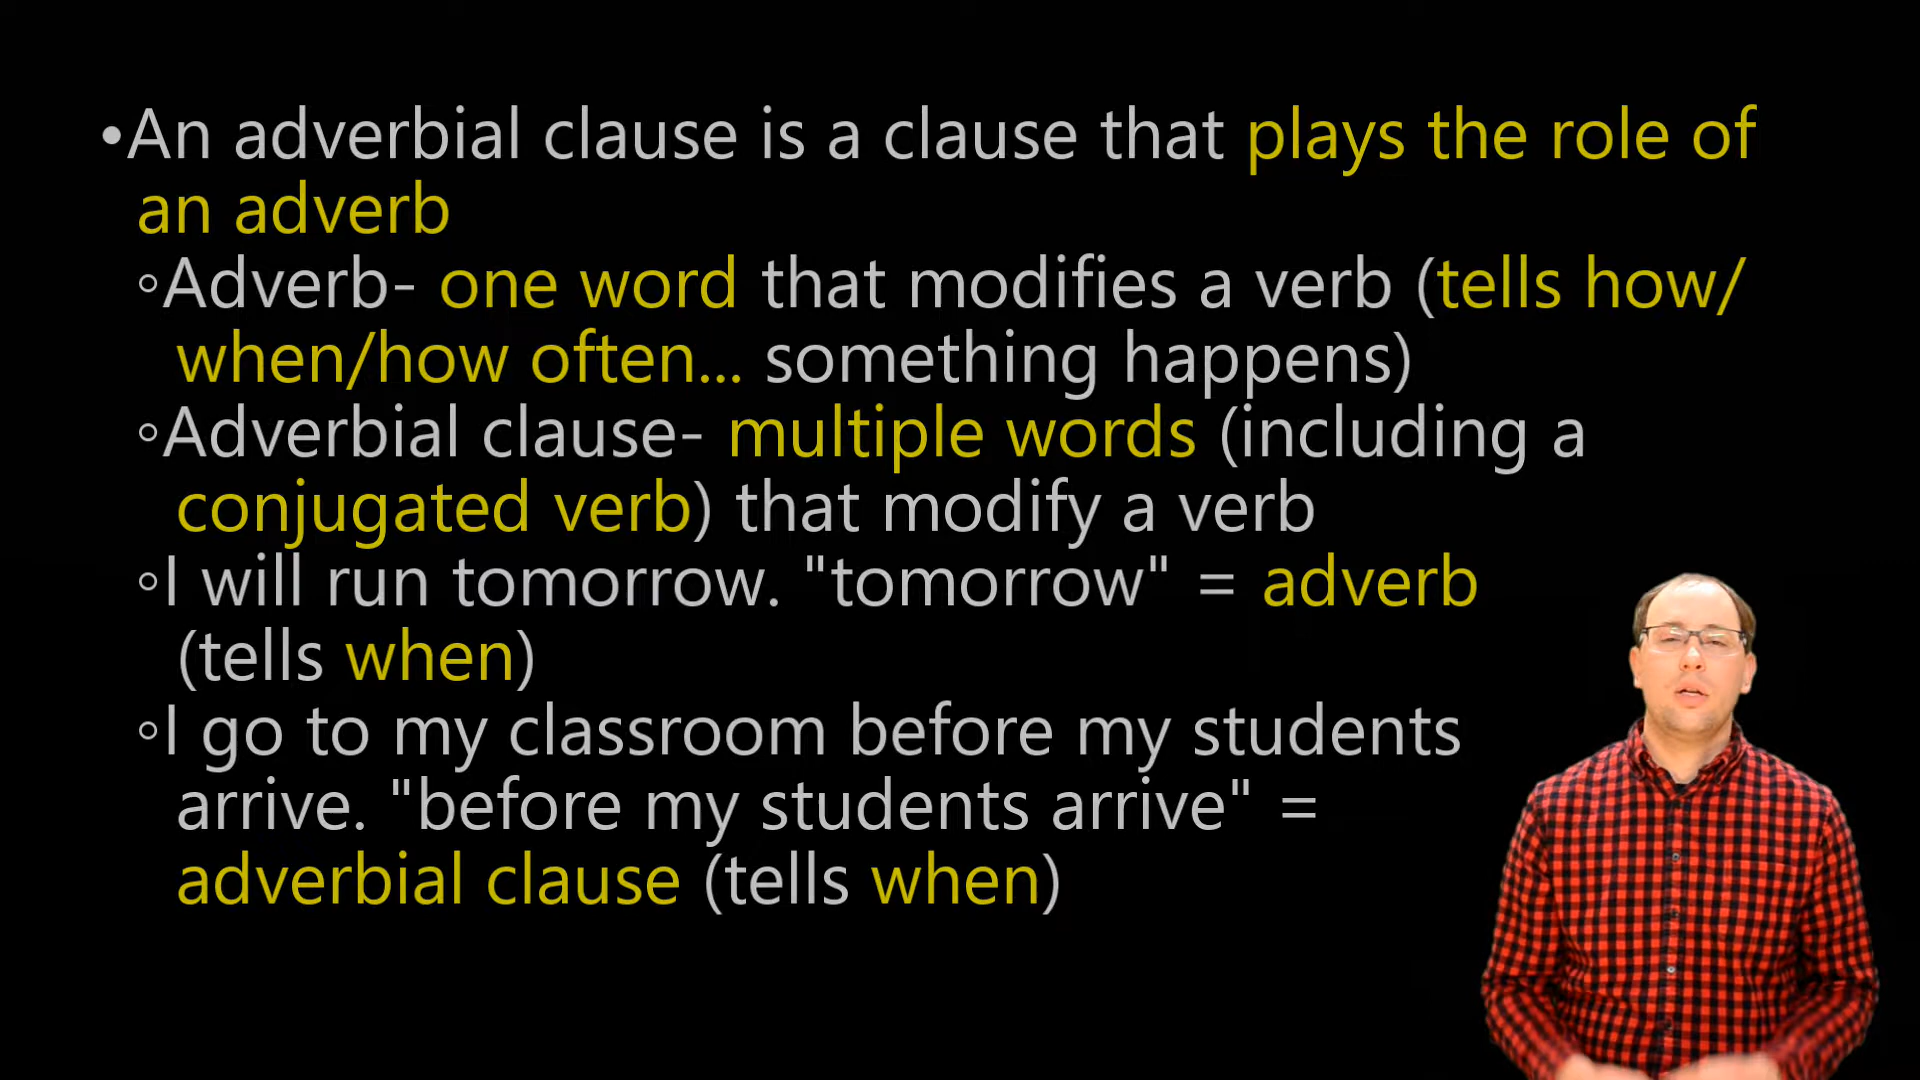 •An adverbial clause is a clause that plays the role of
an adverb
◦Adverb- one word that modifies a verb (tells how/
when/how often... something happens)
◦Adverbial clause- multiple words (including a
conjugated verb) that modify a verb
◦I will run tomorrow. "tomorrow" = adverb
(tells when)
◦I go to my classroom before my students
arrive. "before my students arrive" =
adverbial clause (tells when)